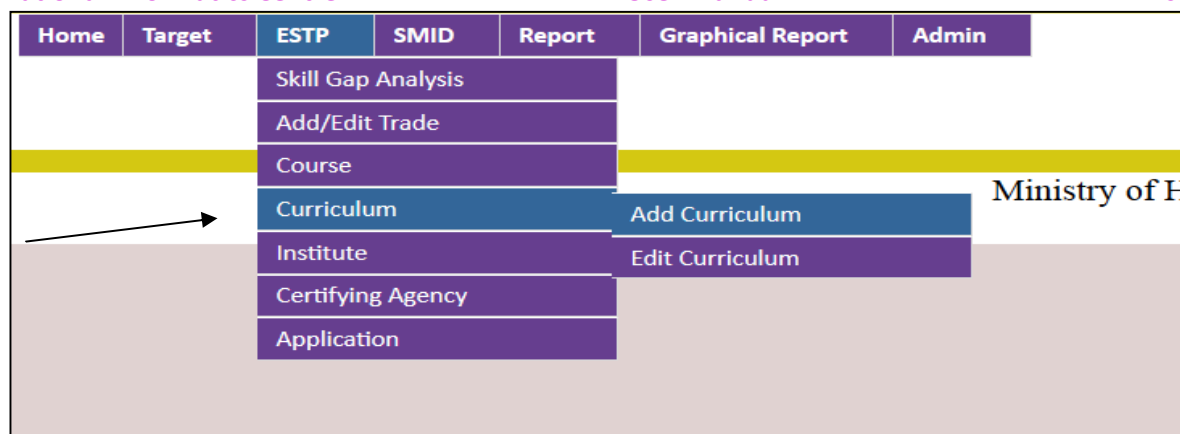 Home Target ESTP SMID Report Graphical Report Admin
Skill Gap Analysis
Add/Edit Trade
Course
Ministry of H
Curriculum Add Curriculum
Institute Edit Curriculum
Certifying Agency
Application